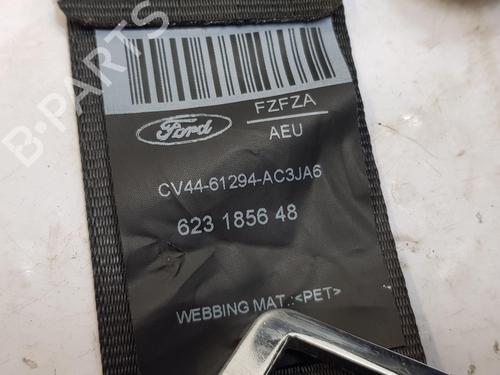 FZFZA
Ford
AEU
CV44-61294-AC3JA6
623 1856 48
WEBBING MAT.:<PET>
B-PARTS